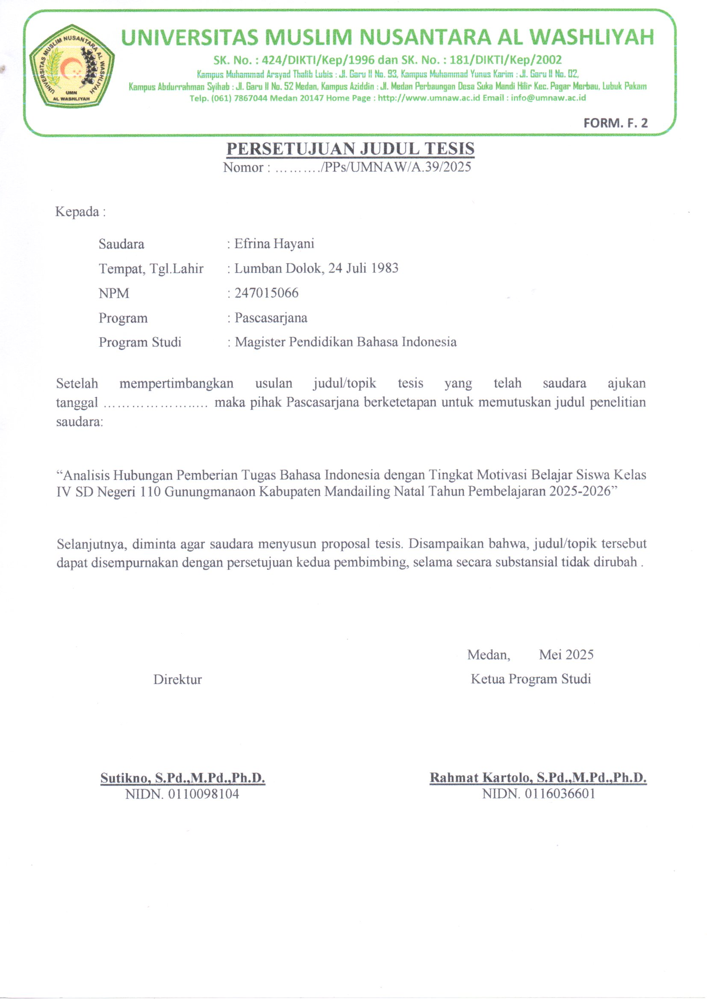 UNIVERSITAS MUSLIM NUSANTARA AL WASHLIYAH
UMN
AL WASHLIYAH
UNIVERSITAS MUSLIM NUSANTARA AL WASHLIYAH
SK. No. : 424/DIKTI/Kep/1996 dan SK. No. : 181/DIKTI/Kep/2002
Kampus Muhammad Arsyad Thalib Lubis : Jl. Garu II No. 93, Kampus Muhammad Yunus Karim : Jl. Garu II No. 02,
Kampus Abdurrahman Syihab : Jl. Garu II No. 52 Medan, Kampus Aziddin : Jl. Medan Perbaungan Desa Suka Mandi Hilir Kec. Pagar Merbau, Lubuk Pakam
Telp. (061) 7867044 Medan 20147 Home Page : http://www.umnaw.ac.id Email : info@umnaw.ac.id
FORM. F. 2
PERSETUJUAN JUDUL TESIS
Nomor : ........../PPs/UMNAW/A.39/2025
Kepada :
Saudara : Efrina Hayani
Tempat, Tgl.Lahir : Lumban Dolok, 24 Juli 1983
NPM : 247015066
Program : Pascasarjana
Program Studi : Magister Pendidikan Bahasa Indonesia
Setelah mempertimbangkan usulan judul/topik tesis yang telah saudara ajukan
tanggal ......................... maka pihak Pascasarjana berketetapan untuk memutuskan judul penelitian
saudara:
“Analisis Hubungan Pemberian Tugas Bahasa Indonesia dengan Tingkat Motivasi Belajar Siswa Kelas
IV SD Negeri 110 Gunungmanaon Kabupaten Mandailing Natal Tahun Pembelajaran 2025-2026”
Selanjutnya, diminta agar saudara menyusun proposal tesis. Disampaikan bahwa, judul/topik tersebut
dapat disempurnakan dengan persetujuan kedua pembimbing, selama secara substansial tidak dirubah .
Medan, Mei 2025
Direktur Ketua Program Studi
Sutikno, S.Pd.,M.Pd.,Ph.D. Rahmat Kartolo, S.Pd.,M.Pd.,Ph.D.
NIDN. 0110098104 NIDN. 0116036601